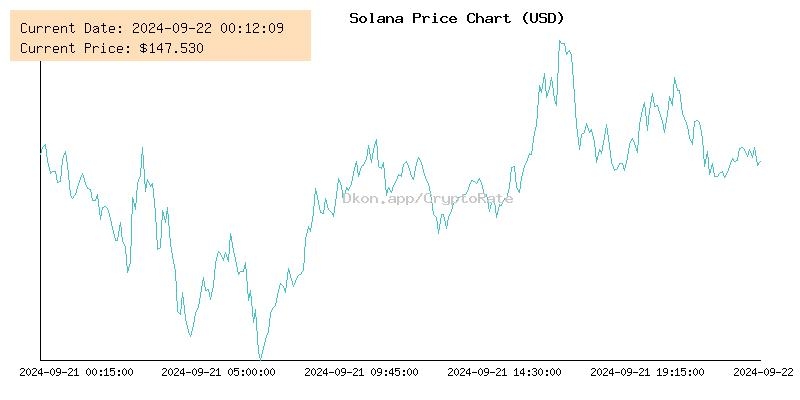 Solana Price Chart (USD)
Current Date: 2024-09-22 00:12:09
Current Price: $147.530
Dkon.app/CryptoRate
2024-09-21 00:15:00 2024-09-21 05:00:00 2024-09-21 09:45:00 2024-09-21 14:30:00 2024-09-21 19:15:00 2024-09-22